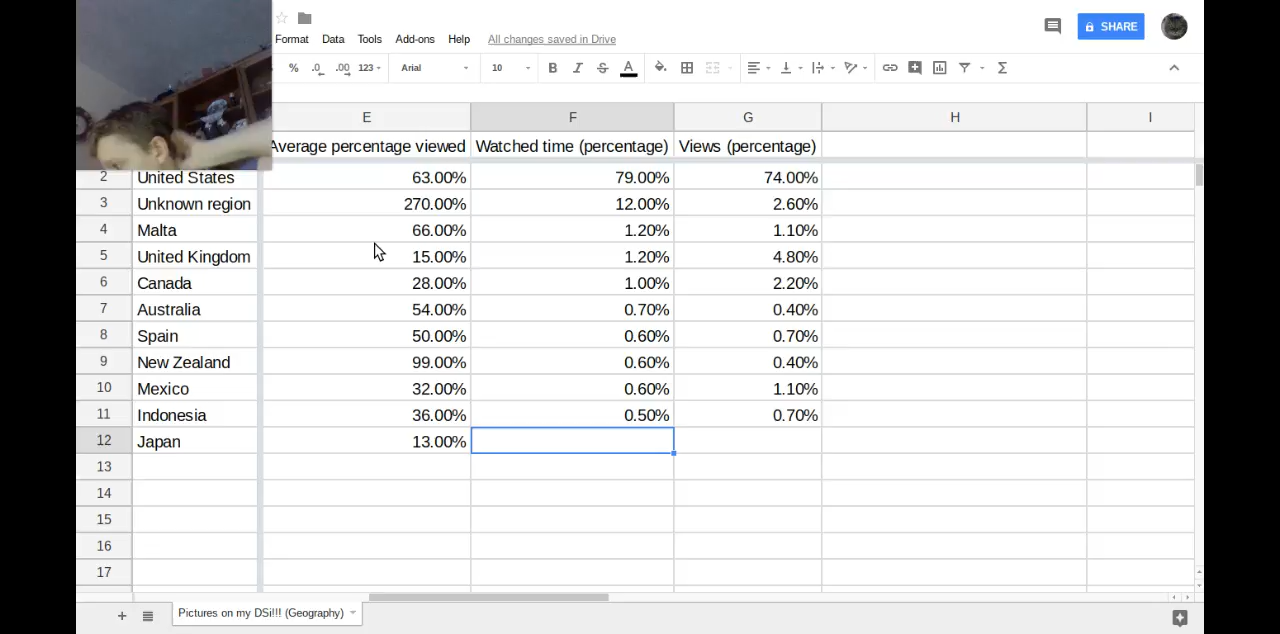 Format Data Tools Add-ons Help All changes saved in Drive SHARE
% .0 .00 123 Arial 10 B I S A Σ
E F G H I
Average percentage viewed Watched time (percentage) Views (percentage)
2 United States 63.00% 79.00% 74.00%
3 Unknown region 270.00% 12.00% 2.60%
4 Malta 66.00% 1.20% 1.10%
5 United Kingdom 15.00% 1.20% 4.80%
6 Canada 28.00% 1.00% 2.20%
7 Australia 54.00% 0.70% 0.40%
8 Spain 50.00% 0.60% 0.70%
9 New Zealand 99.00% 0.60% 0.40%
10 Mexico 32.00% 0.60% 1.10%
11 Indonesia 36.00% 0.50% 0.70%
12 Japan 13.00%
13
14
15
16
17
+ Pictures on my DSi!!! (Geography)